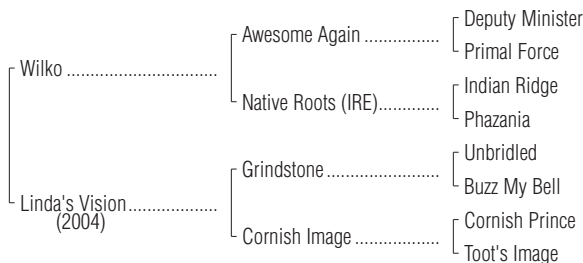 Deputy Minister
Awesome Again ..................
Primal Force
Wilko ....................................
Indian Ridge
Native Roots (IRE)..............
Phazania
Unbridled
Grindstone ...........................
Buzz My Bell
Linda's Vision.....................
(2004)
Cornish Prince
Cornish Image ....................
Toot's Image